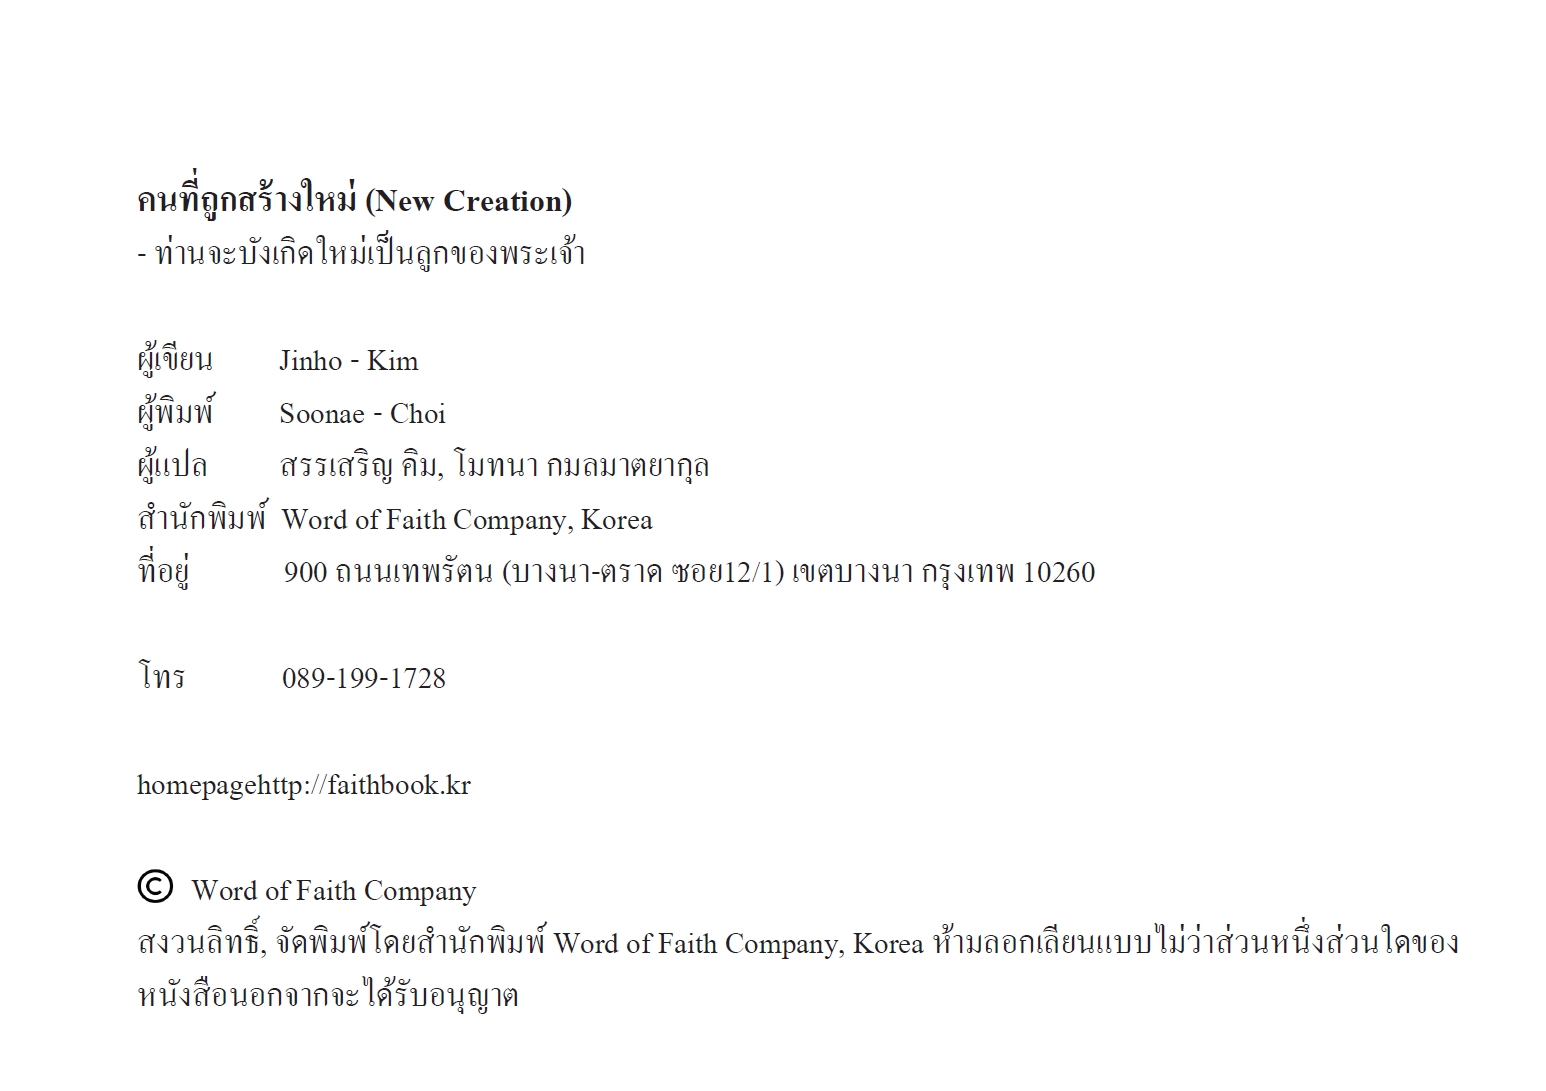 คนที่ถูกสร้างใหม่ (New Creation)
- ท่านจะบังเกิดใหม่เป็นลูกของพระเจ้า
ผู้เขียน Jinho - Kim
ผู้พิมพ์ Soonae - Choi
ผู้แปล สรรเสริญ คิม, โมทนา กมลมาตยากุล
สำนักพิมพ์ Word of Faith Company, Korea
ที่อยู่ 900 ถนนเทพรัตน (บางนา-ตราด ซอย12/1) เขตบางนา กรุงเทพ 10260
โทร 089-199-1728
homepagehttp://faithbook.kr
© Word of Faith Company
สงวนลิทธิ์, จัดพิมพ์โดยสำนักพิมพ์ Word of Faith Company, Korea ห้ามลอกเลียนแบบไม่ว่าส่วนหนึ่งส่วนใดของ
หนังสือนอกจากจะได้รับอนุญาต